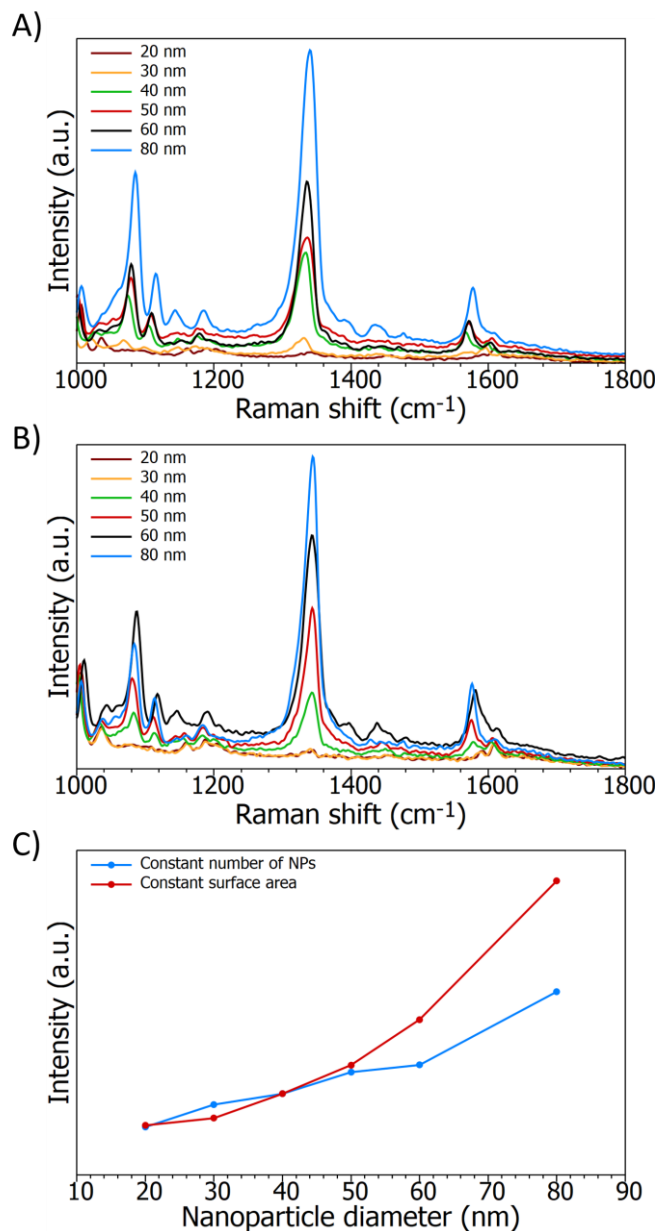 A)
20 nm
30 nm
40 nm
50 nm
60 nm
80 nm
Intensity (a.u.)
1000 1200 1400 1600 1800
Raman shift (cm⁻¹)
B)
20 nm
30 nm
40 nm
50 nm
60 nm
80 nm
Intensity (a.u.)
1000 1200 1400 1600 1800
Raman shift (cm⁻¹)
C)
Constant number of NPs
Constant surface area
Intensity (a.u.)
10 20 30 40 50 60 70 80 90
Nanoparticle diameter (nm)